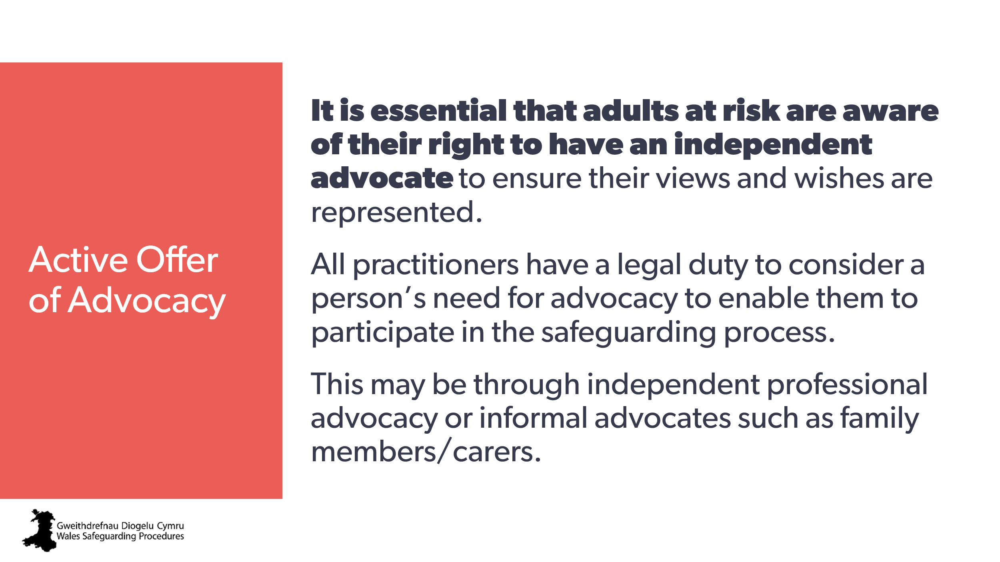 Active Offer
of Advocacy
It is essential that adults at risk are aware
of their right to have an independent
advocate to ensure their views and wishes are
represented.
All practitioners have a legal duty to consider a
person’s need for advocacy to enable them to
participate in the safeguarding process.
This may be through independent professional
advocacy or informal advocates such as family
members/carers.
Gweithdrefnau Diogelu Cymru
Wales Safeguarding Procedures